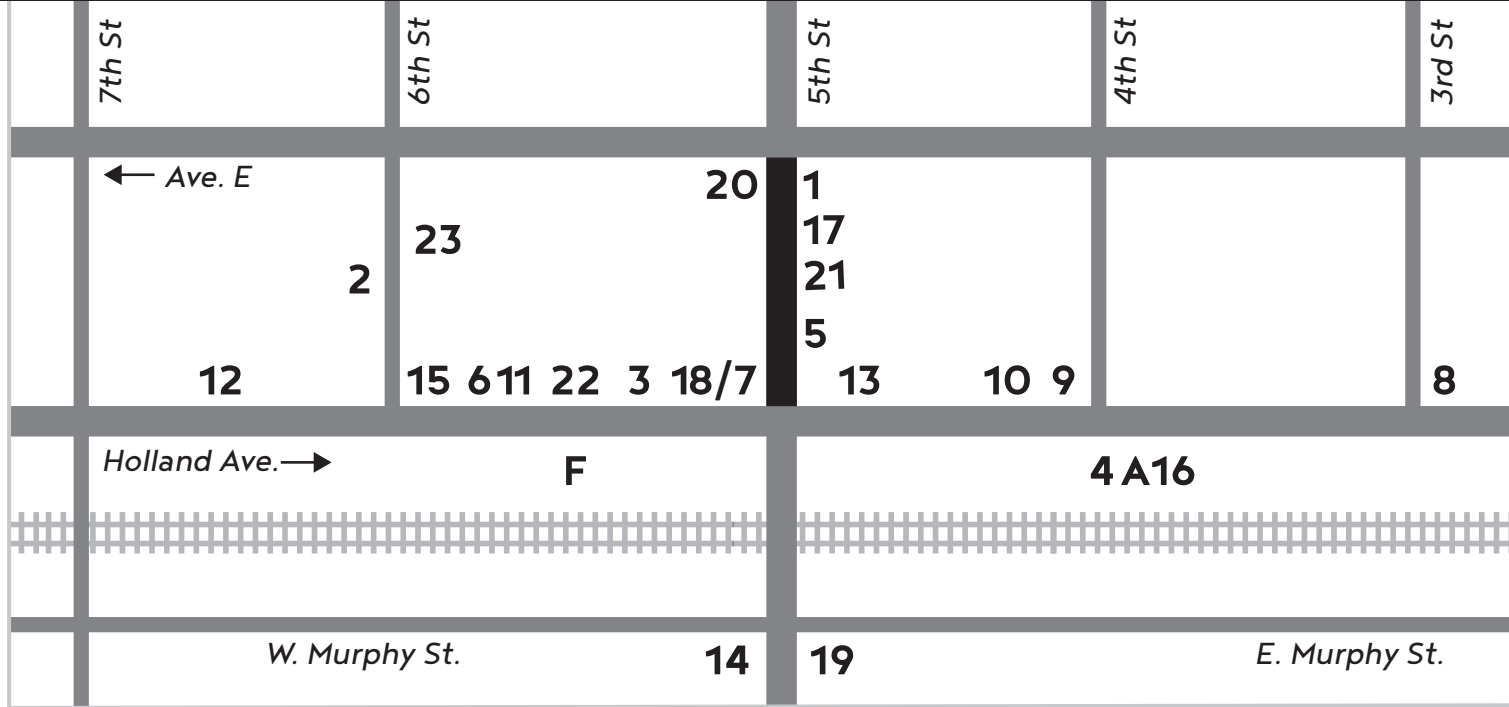 7th St
6th St
5th St
4th St
3rd St
Ave. E
20
1
17
23
21
2
5
12
15 6 11 22 3 18/7
13
10 9
8
Holland Ave.
F
4 A16
W. Murphy St.
14
19
E. Murphy St.